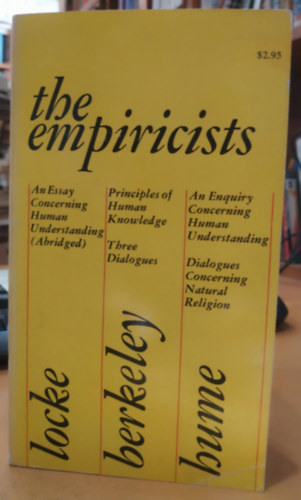 $2.95
the
empiricists
An Essay
Concerning
Human
Understanding
(Abridged)
Principles of
Human
Knowledge
Three
Dialogues
An Enquiry
Concerning
Human
Understanding
Dialogues
Concerning
Natural
Religion
locke
berkeley
hume